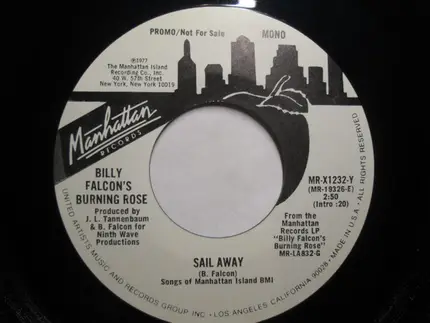 PROMO/Not For Sale MONO
℗1977
The Manhattan Island
Recording Co., Inc.
40 W. 57th Street
New York, New York 10019
Manhattan
RECORDS
BILLY
FALCON'S
BURNING ROSE
Produced by
J. L. Tannenbaum
& B. Falcon for
Ninth Wave
Productions
MR-X1232-Y
(MR-19326-E)
2:50
(Intro :20)
From the
Manhattan
Records LP
"Billy Falcon's
Burning Rose"
MR-LA832-G
SAIL AWAY
(B. Falcon)
Songs of Manhattan Island BMI
UNITED ARTISTS MUSIC AND RECORDS GROUP INC. • LOS ANGELES, CALIFORNIA 90028 • MADE IN U.S.A. ALL RIGHTS RESERVED